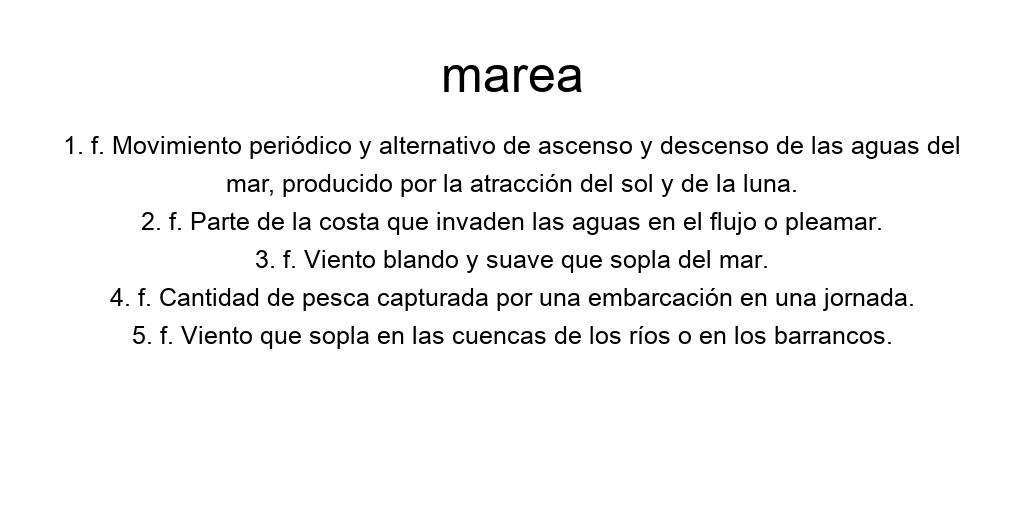 marea
1. f. Movimiento periódico y alternativo de ascenso y descenso de las aguas del
mar, producido por la atracción del sol y de la luna.
2. f. Parte de la costa que invaden las aguas en el flujo o pleamar.
3. f. Viento blando y suave que sopla del mar.
4. f. Cantidad de pesca capturada por una embarcación en una jornada.
5. f. Viento que sopla en las cuencas de los ríos o en los barrancos.